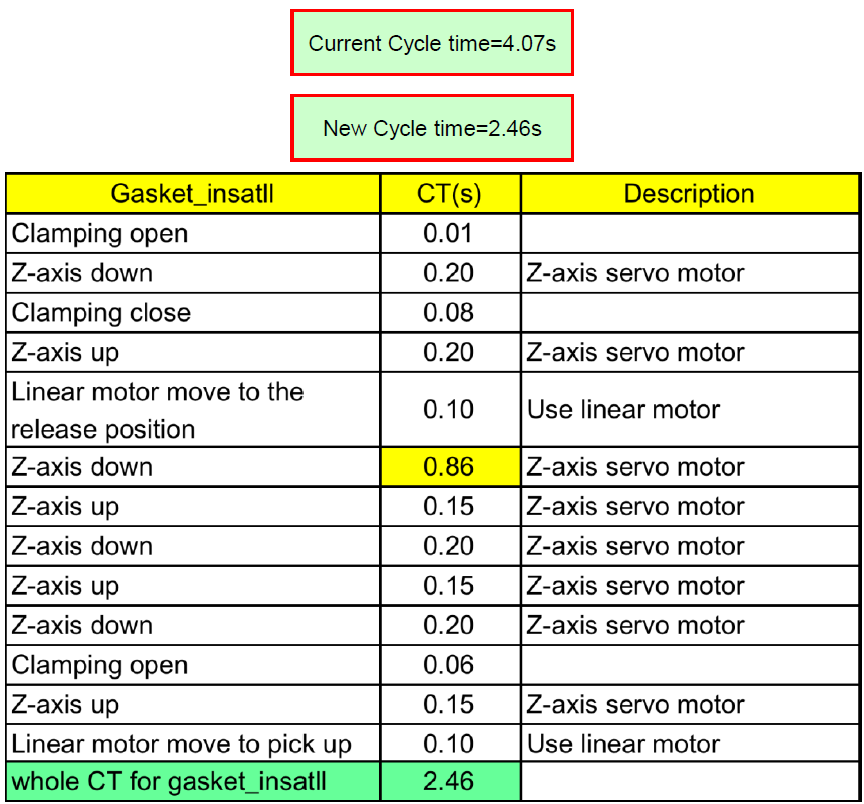 Current Cycle time=4.07s
New Cycle time=2.46s
Gasket_insatll CT(s) Description
Clamping open 0.01
Z-axis down 0.20 Z-axis servo motor
Clamping close 0.08
Z-axis up 0.20 Z-axis servo motor
Linear motor move to the
release position 0.10 Use linear motor
Z-axis down 0.86 Z-axis servo motor
Z-axis up 0.15 Z-axis servo motor
Z-axis down 0.20 Z-axis servo motor
Z-axis up 0.15 Z-axis servo motor
Z-axis down 0.20 Z-axis servo motor
Clamping open 0.06
Z-axis up 0.15 Z-axis servo motor
Linear motor move to pick up 0.10 Use linear motor
whole CT for gasket_insatll 2.46